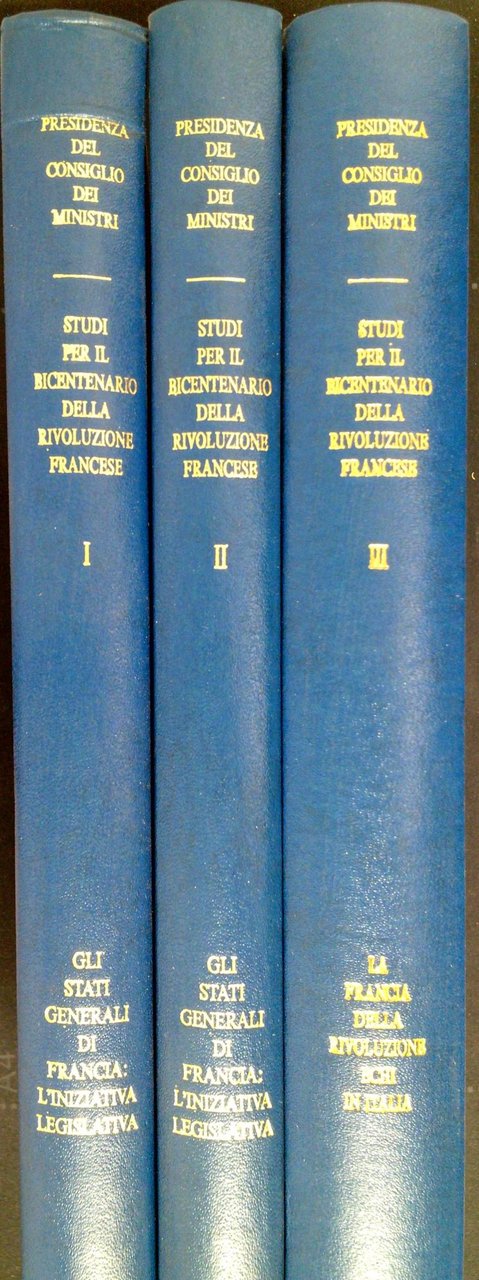 PRESIDENZA
DEL
CONSIGLIO
DEI
MINISTRI
STUDI
PER IL
BICENTENARIO
DELLA
RIVOLUZIONE
FRANCESE
I
GLI
STATI
GENERALI
DI
FRANCIA:
L'INIZIATIVA
LEGISLATIVA
PRESIDENZA
DEL
CONSIGLIO
DEI
MINISTRI
STUDI
PER IL
BICENTENARIO
DELLA
RIVOLUZIONE
FRANCESE
II
GLI
STATI
GENERALI
DI
FRANCIA:
L'INIZIATIVA
LEGISLATIVA
PRESIDENZA
DEL
CONSIGLIO
DEI
MINISTRI
STUDI
PER IL
BICENTENARIO
DELLA
RIVOLUZIONE
FRANCESE
III
LA
FRANCIA
DELLA
RIVOLUZIONE
IN ITALIA
A4